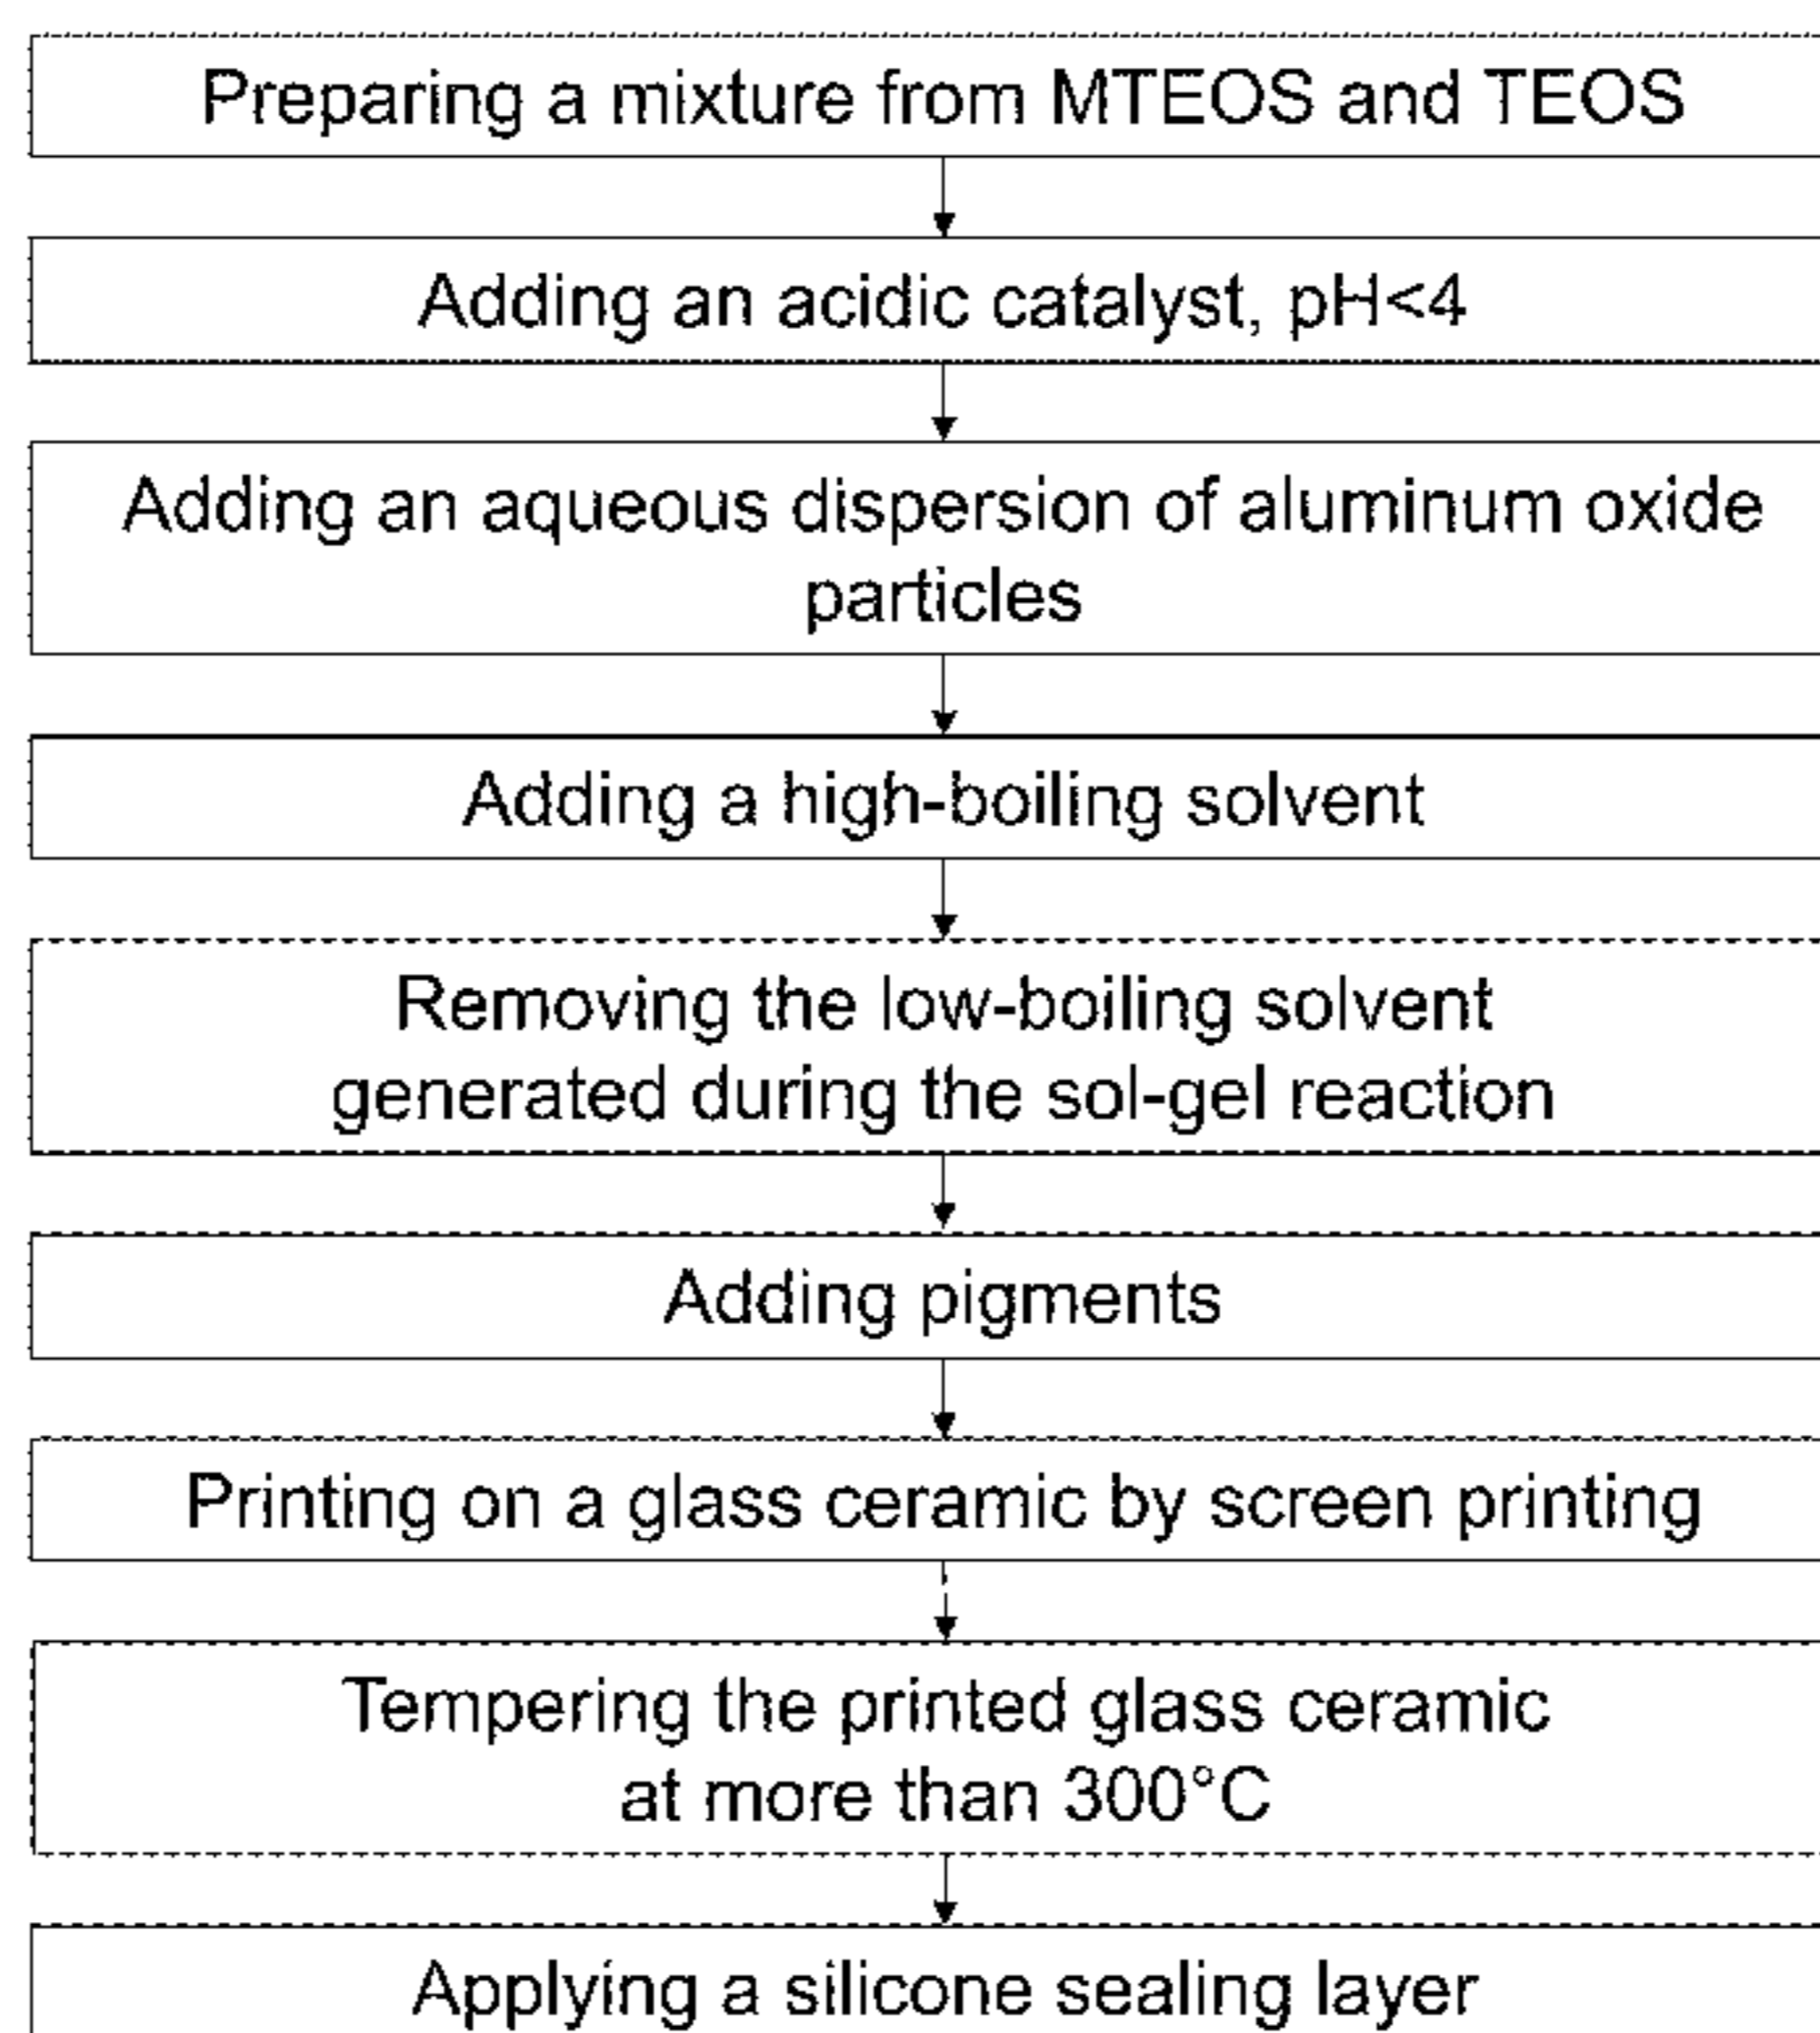 Preparing a mixture from MTEOS and TEOS
Adding an acidic catalyst, pH<4
Adding an aqueous dispersion of aluminum oxide
particles
Adding a high-boiling solvent
Removing the low-boiling solvent
generated during the sol-gel reaction
Adding pigments
Printing on a glass ceramic by screen printing
Tempering the printed glass ceramic
at more than 300°C
Applying a silicone sealing layer